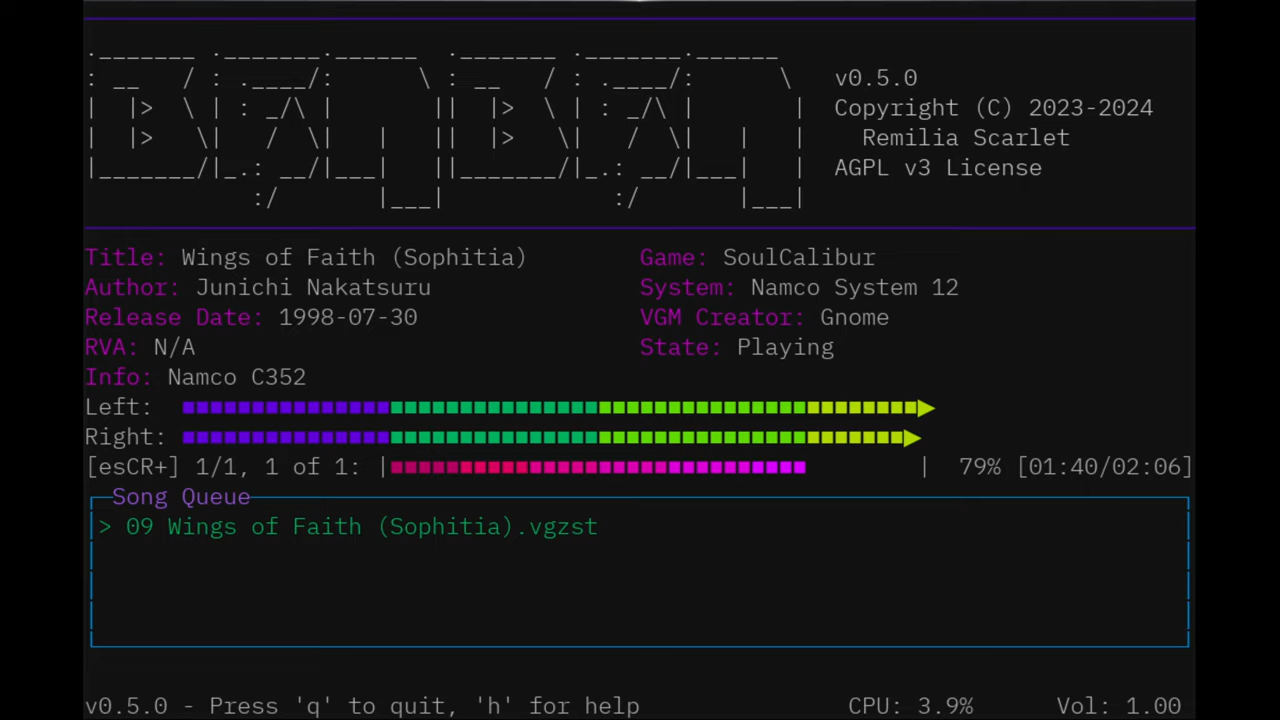 v0.5.0
Copyright (C) 2023-2024
Remilia Scarlet
AGPL v3 License
Title: Wings of Faith (Sophitia)
Game: SoulCalibur
Author: Junichi Nakatsuru
System: Namco System 12
Release Date: 1998-07-30
VGM Creator: Gnome
RVA: N/A
State: Playing
Info: Namco C352
Left:
Right:
[esCR+] 1/1, 1 of 1: | | 79% [01:40/02:06]
Song Queue
> 09 Wings of Faith (Sophitia).vgzst
v0.5.0 - Press 'q' to quit, 'h' for help
CPU: 3.9%
Vol: 1.00